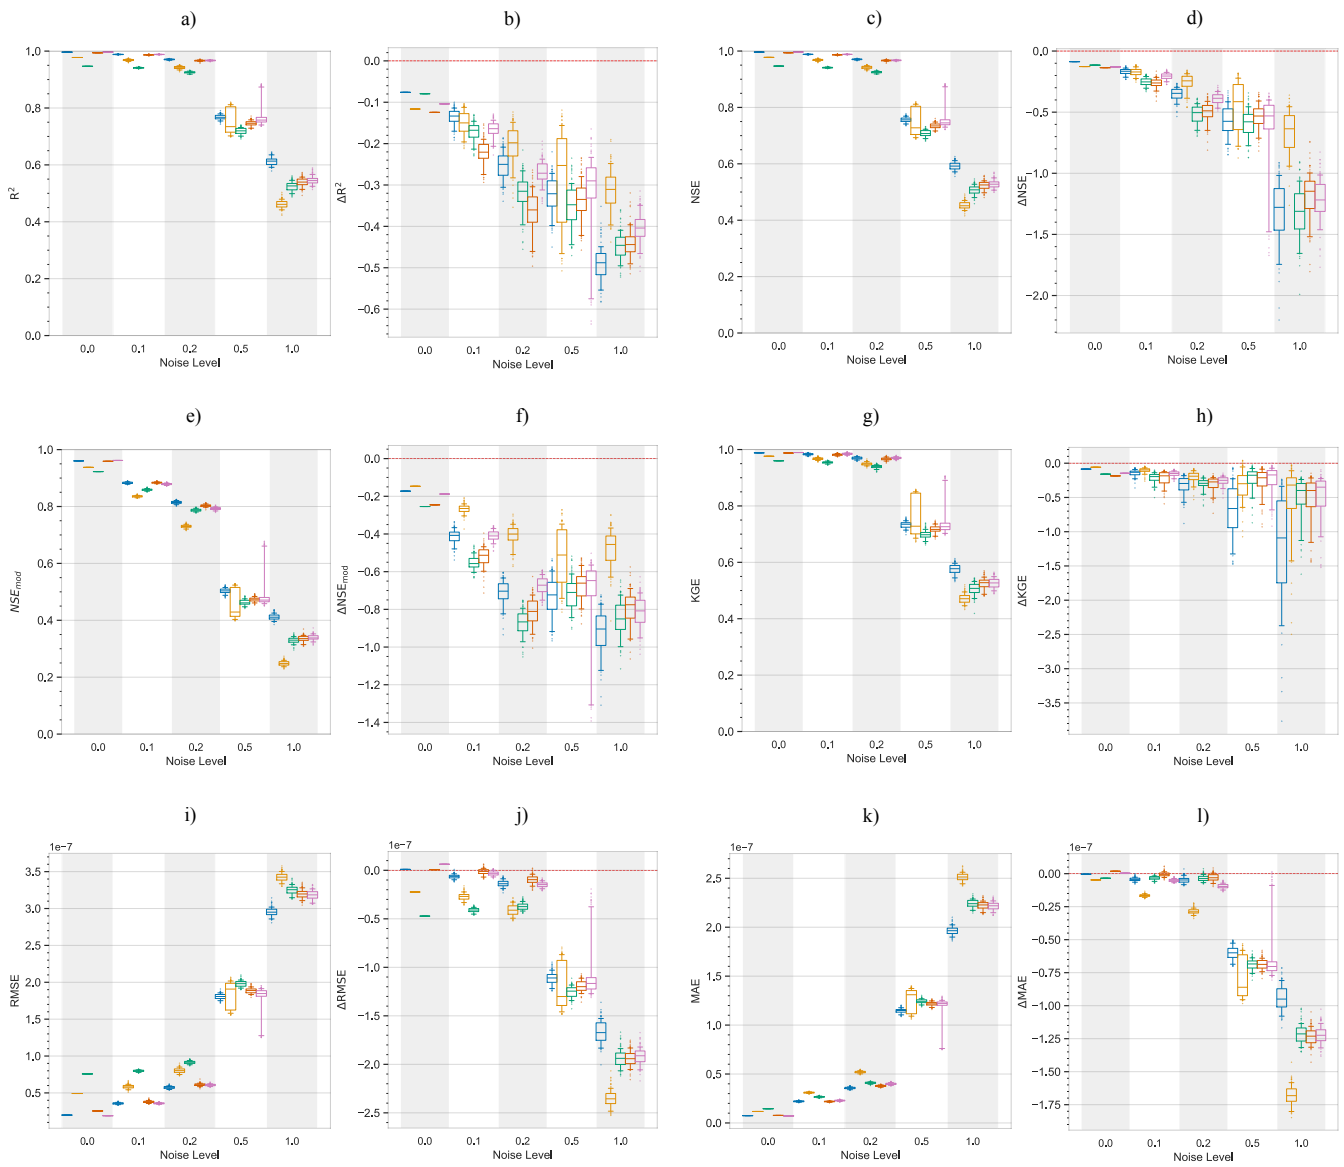 a)
1.0
0.8
0.6
0.4
0.2
0.0
R²
0.0 0.1 0.2 0.5 1.0
Noise Level
b)
0.0
−0.1
−0.2
−0.3
−0.4
−0.5
−0.6
ΔR²
0.0 0.1 0.2 0.5 1.0
Noise Level
c)
1.0
0.8
0.6
0.4
0.2
0.0
NSE
0.0 0.1 0.2 0.5 1.0
Noise Level
d)
0.0
−0.5
−1.0
−1.5
−2.0
ΔNSE
0.0 0.1 0.2 0.5 1.0
Noise Level
e)
1.0
0.8
0.6
0.4
0.2
0.0
NSE_mod
0.0 0.1 0.2 0.5 1.0
Noise Level
f)
0.0
−0.2
−0.4
−0.6
−0.8
−1.0
−1.2
−1.4
ΔNSE_mod
0.0 0.1 0.2 0.5 1.0
Noise Level
g)
1.0
0.8
0.6
0.4
0.2
0.0
KGE
0.0 0.1 0.2 0.5 1.0
Noise Level
h)
0.0
−0.5
−1.0
−1.5
−2.0
−2.5
−3.0
−3.5
ΔKGE
0.0 0.1 0.2 0.5 1.0
Noise Level
i)
1e−7
3.5
3.0
2.5
2.0
1.5
1.0
0.5
RMSE
0.0 0.1 0.2 0.5 1.0
Noise Level
j)
1e−7
0.0
−0.5
−1.0
−1.5
−2.0
−2.5
ΔRMSE
0.0 0.1 0.2 0.5 1.0
Noise Level
k)
1e−7
2.5
2.0
1.5
1.0
0.5
0.0
MAE
0.0 0.1 0.2 0.5 1.0
Noise Level
l)
1e−7
0.00
−0.25
−0.50
−0.75
−1.00
−1.25
−1.50
−1.75
ΔMAE
0.0 0.1 0.2 0.5 1.0
Noise Level